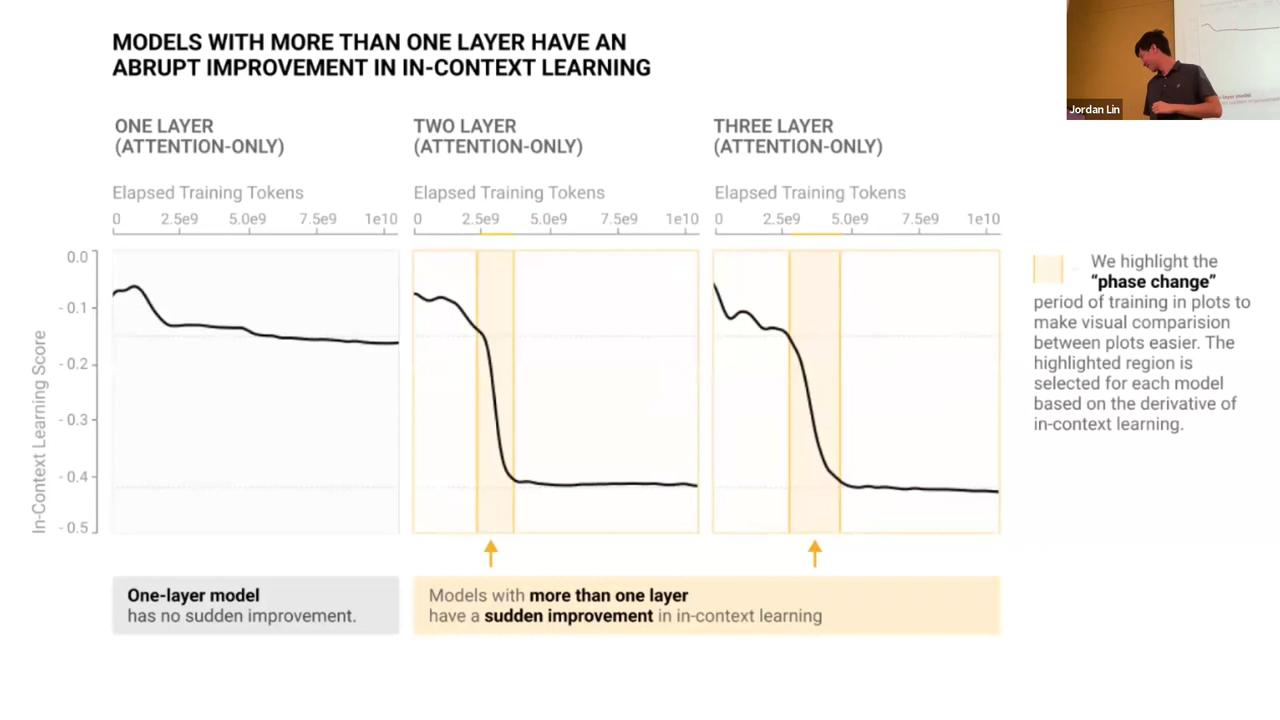 MODELS WITH MORE THAN ONE LAYER HAVE AN
ABRUPT IMPROVEMENT IN IN-CONTEXT LEARNING
Jordan Lin
ONE LAYER
(ATTENTION-ONLY)
TWO LAYER
(ATTENTION-ONLY)
THREE LAYER
(ATTENTION-ONLY)
Elapsed Training Tokens
0 2.5e9 5.0e9 7.5e9 1e10
Elapsed Training Tokens
0 2.5e9 5.0e9 7.5e9 1e10
Elapsed Training Tokens
0 2.5e9 5.0e9 7.5e9 1e10
In-Context Learning Score
0.0
- 0.1
- 0.2
- 0.3
- 0.4
- 0.5
We highlight the
“phase change”
period of training in plots to
make visual comparision
between plots easier. The
highlighted region is
selected for each model
based on the derivative of
in-context learning.
One-layer model
has no sudden improvement.
Models with more than one layer
have a sudden improvement in in-context learning